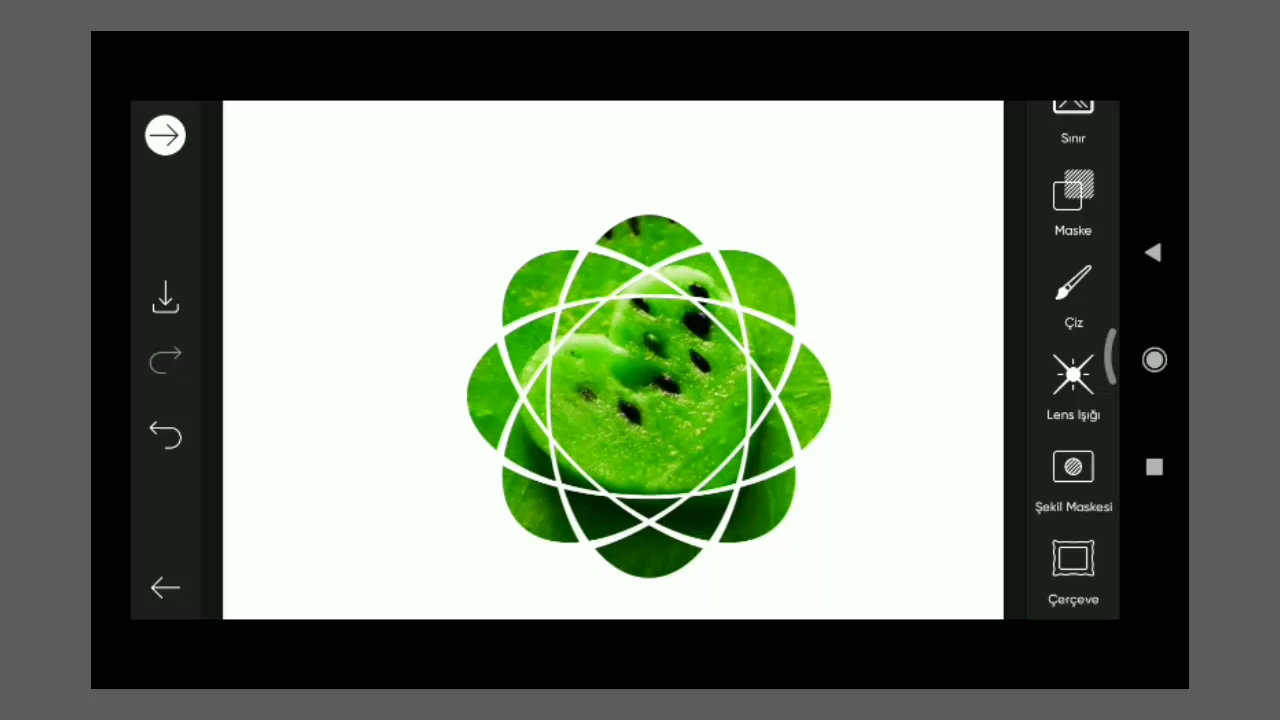 Sınır
Maske
Çiz
Lens Işığı
Şekil Maskesi
Çerçeve